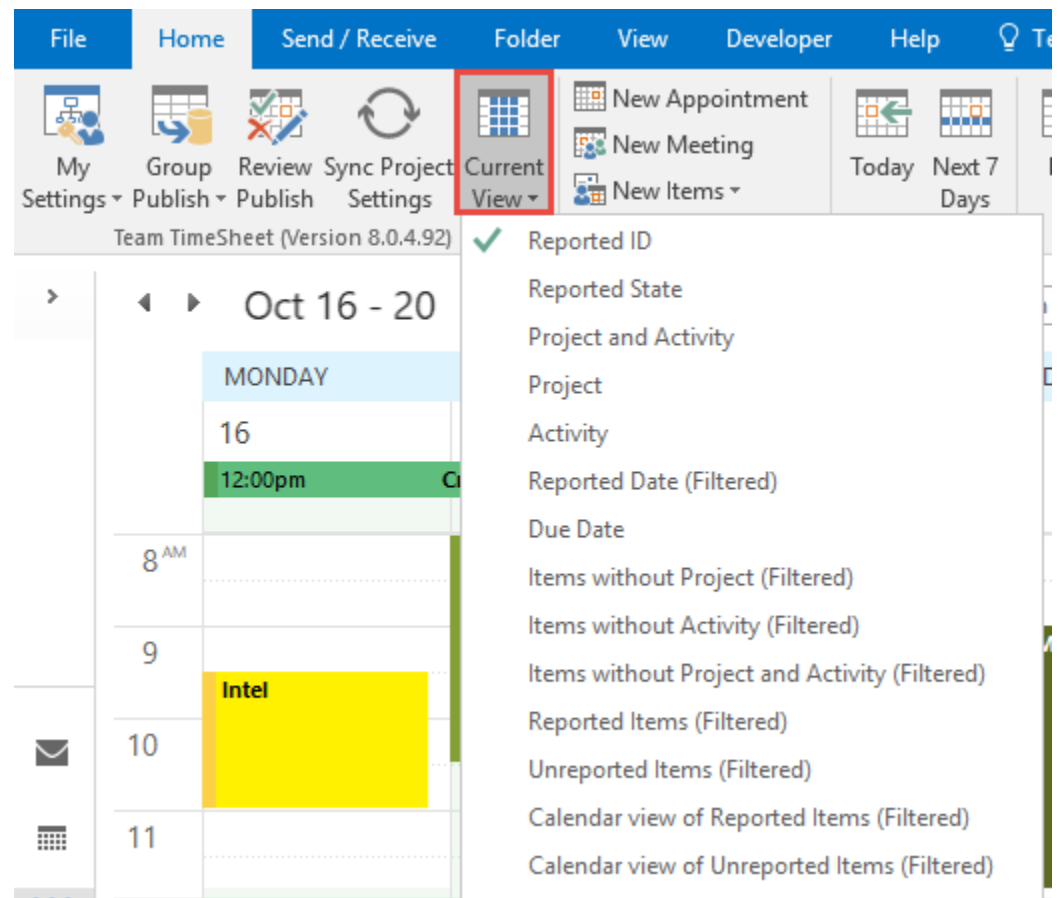 File Home Send / Receive Folder View Developer Help
My Settings
Group Publish
Review Publish
Sync Project Settings
Current View
New Appointment
New Meeting
New Items
Today
Next 7 Days
Team TimeSheet (Version 8.0.4.92)
Reported ID
Reported State
Project and Activity
Project
Activity
Reported Date (Filtered)
Due Date
Items without Project (Filtered)
Items without Activity (Filtered)
Items without Project and Activity (Filtered)
Reported Items (Filtered)
Unreported Items (Filtered)
Calendar view of Reported Items (Filtered)
Calendar view of Unreported Items (Filtered)
Oct 16 - 20
MONDAY
16
12:00pm
8 AM
9
Intel
10
11